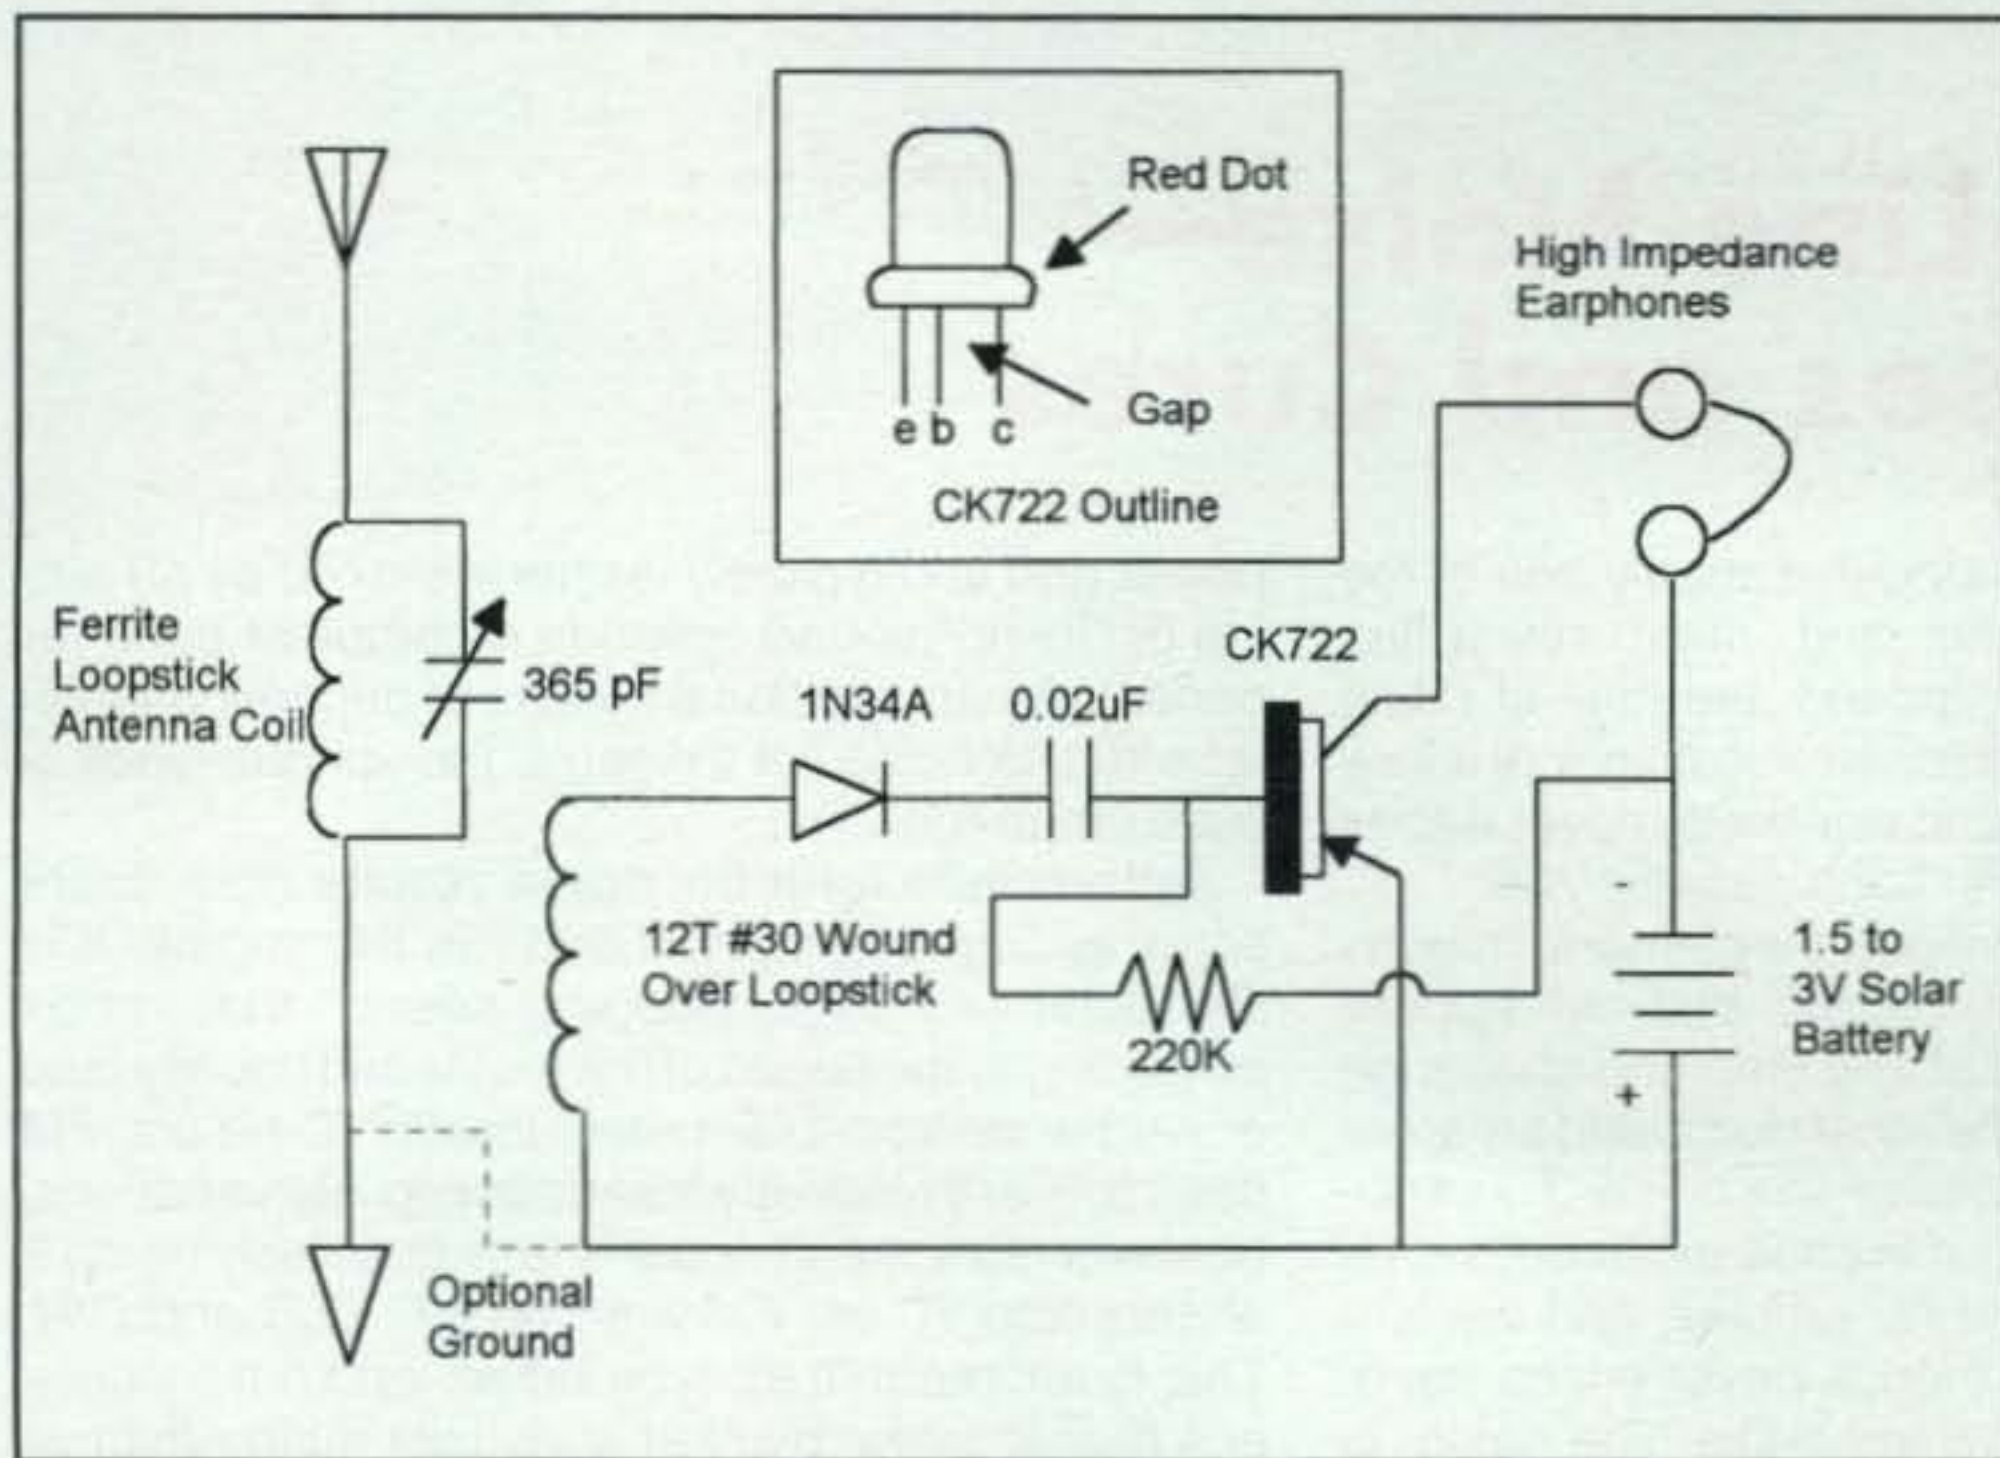 Red Dot
Gap
e b c
CK722 Outline
High Impedance
Earphones
Ferrite
Loopstick
Antenna Coil
365 pF
1N34A
0.02uF
CK722
12T #30 Wound
Over Loopstick
220K
-
1.5 to
3V Solar
Battery
+
Optional
Ground